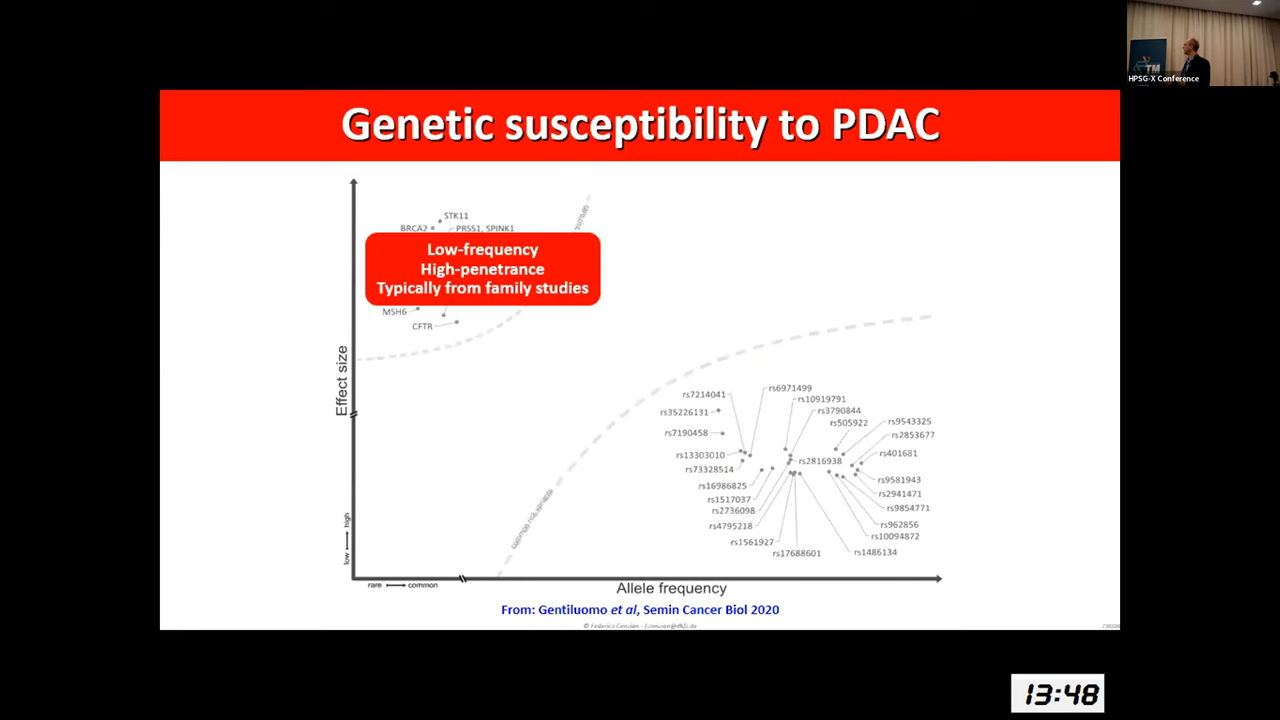 TM
HPSG-X Conference
Genetic susceptibility to PDAC
STK11
BRCA2
PRSS1, SPINK1
Low-frequency
High-penetrance
Typically from family studies
MSH6
CFTR
Effect size
low
high
rs7214041
rs6971499
rs10919791
rs35226131
rs3790844
rs505922
rs9543325
rs7190458
rs2853677
rs13303010
rs2816938
rs401681
rs73328514
rs16986825
rs9581943
rs1517037
rs2941471
rs2736098
rs9854771
rs4795218
rs962856
rs1561927
rs10094872
rs17688601
rs1486134
rare
common
Allele frequency
From: Gentiluomo et al, Semin Cancer Biol 2020
13:48